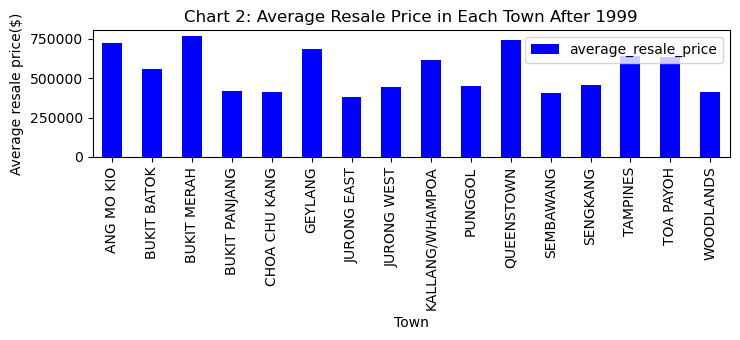 Chart 2: Average Resale Price in Each Town After 1999
Average resale price($)
750000
500000
250000
0
average_resale_price
ANG MO KIO
BUKIT BATOK
BUKIT MERAH
BUKIT PANJANG
CHOA CHU KANG
GEYLANG
JURONG EAST
JURONG WEST
KALLANG/WHAMPOA
PUNGGOL
QUEENSTOWN
SEMBAWANG
SENGKANG
TAMPINES
TOA PAYOH
WOODLANDS
Town